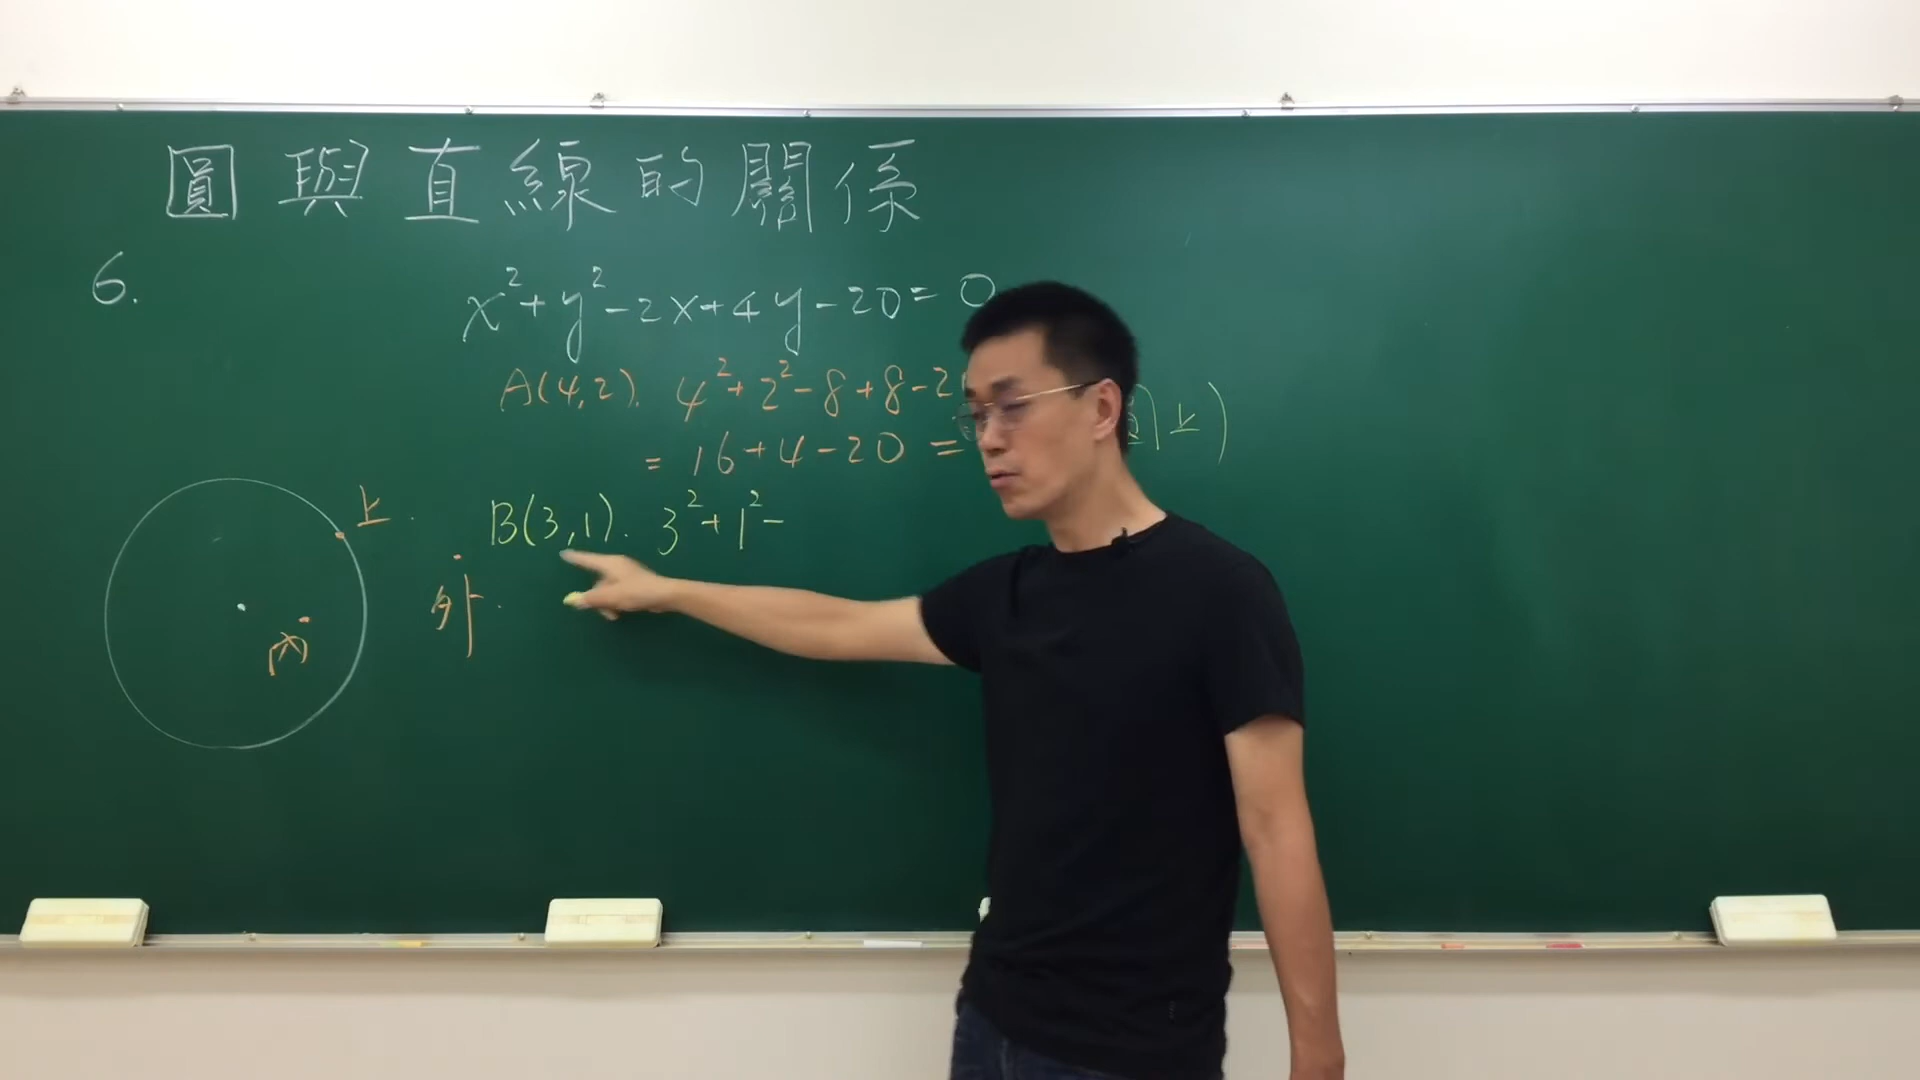 圓與直線的關係
6.
x²+y²-2x+4y-20=0
A(4,2). 4²+2²-8+8-2
=16+4-20=
上)
B(3,1). 3²+1²-
上.
外.
內